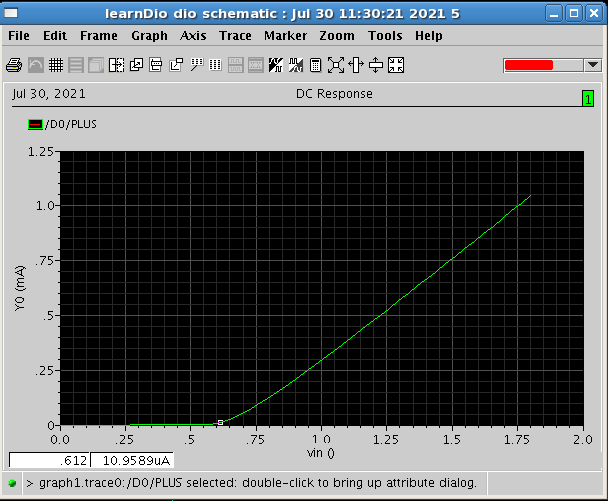 learnDio dio schematic : Jul 30 11:30:21 2021 5
File Edit Frame Graph Axis Trace Marker Zoom Tools Help
Jul 30, 2021 DC Response 1
/D0/PLUS
1.25
1.0
.75
.5
.25
0
Y0 (mA)
0.0 .25 .5 .75 1.0 1.25 1.5 1.75 2.0
vin ()
.612 10.9589uA
> graph1.trace0:/D0/PLUS selected: double-click to bring up attribute dialog.